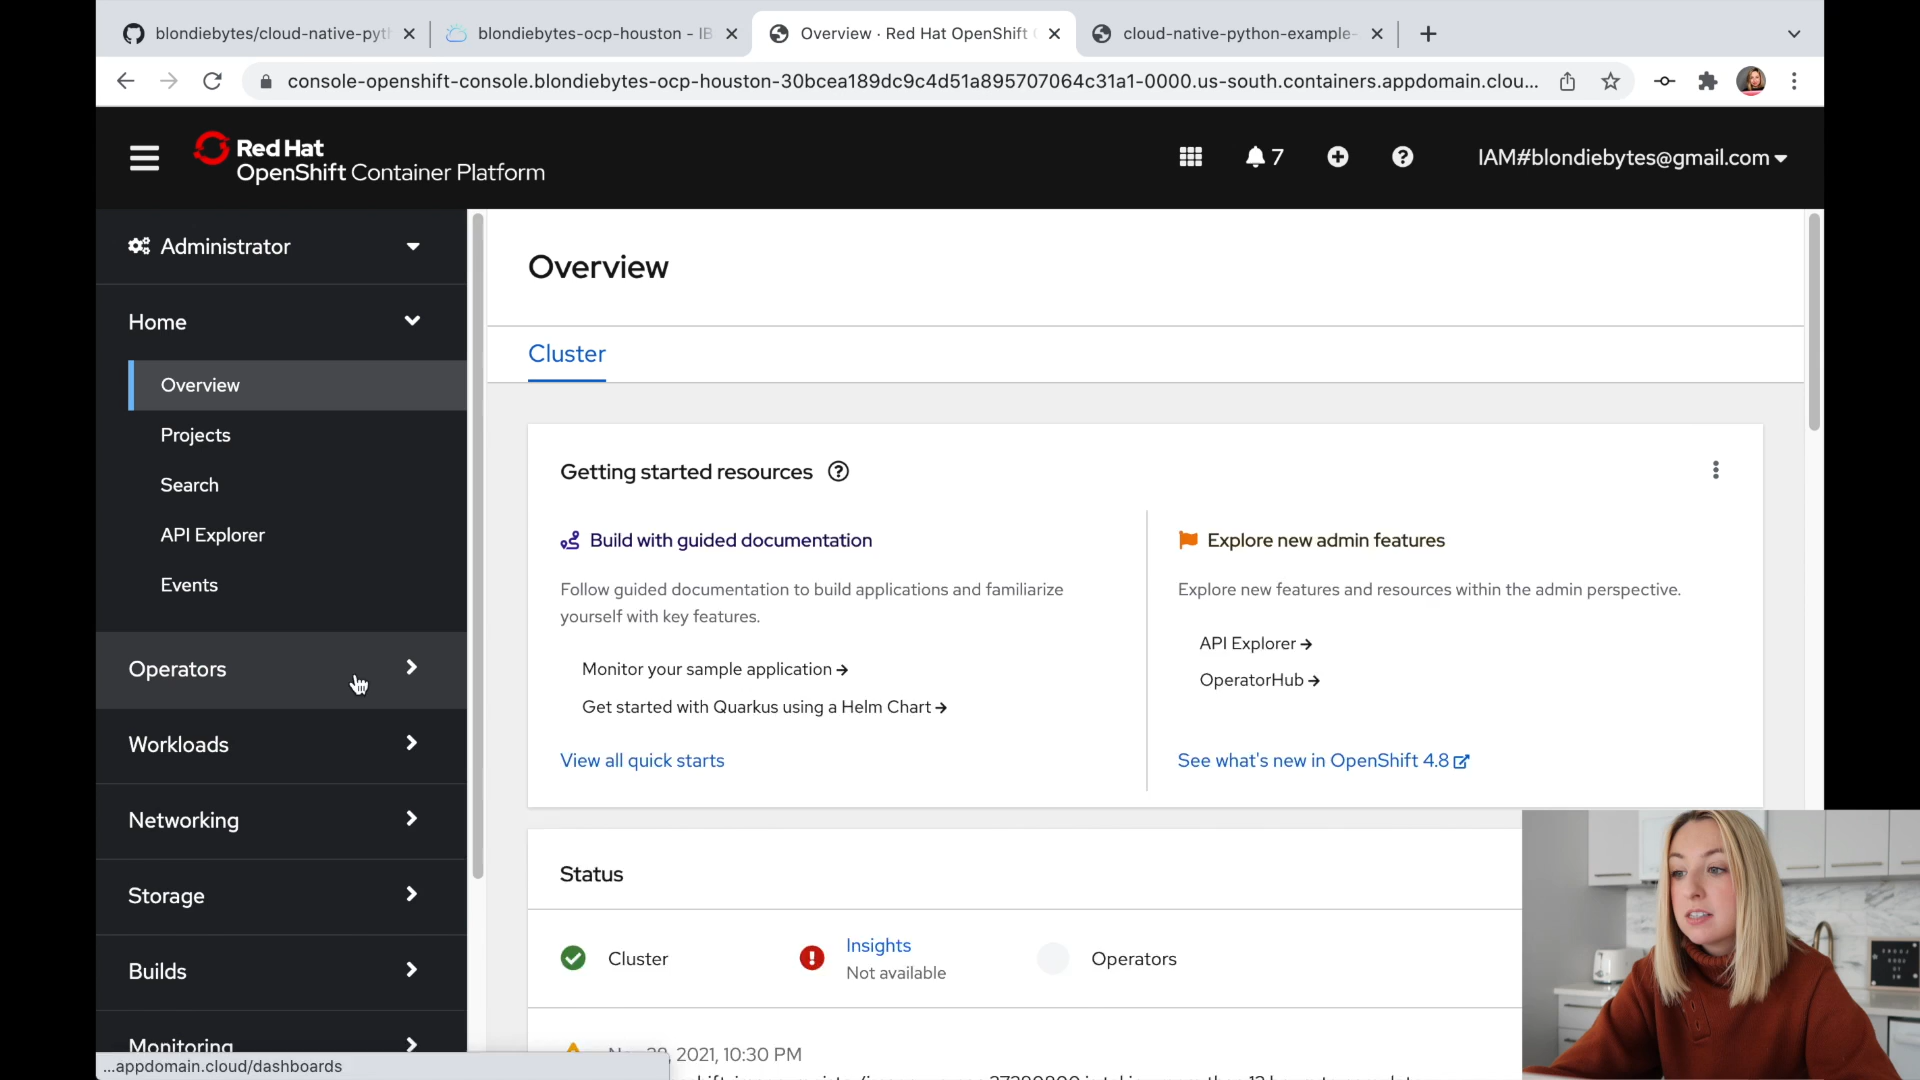 blondiebytes/cloud-native-pyt
blondiebytes-ocp-houston - IB
Overview · Red Hat OpenShift
cloud-native-python-example-
console-openshift-console.blondiebytes-ocp-houston-30bcea189dc9c4d51a895707064c31a1-0000.us-south.containers.appdomain.clou...
Red Hat
OpenShift Container Platform
7
IAM#blondiebytes@gmail.com
Administrator
Home
Overview
Projects
Search
API Explorer
Events
Operators
Workloads
Networking
Storage
Builds
Monitoring
...appdomain.cloud/dashboards
Overview
Cluster
Getting started resources
Build with guided documentation
Follow guided documentation to build applications and familiarize
yourself with key features.
Monitor your sample application
Get started with Quarkus using a Helm Chart
View all quick starts
Explore new admin features
Explore new features and resources within the admin perspective.
API Explorer
OperatorHub
See what's new in OpenShift 4.8
Status
Cluster
Insights
Not available
Operators
2021, 10:30 PM